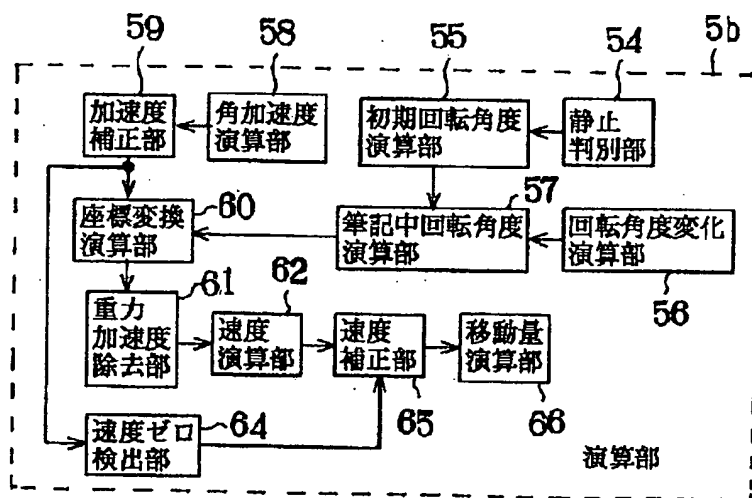 59
58
55
54
5b
加速度
補正部
角加速度
演算部
初期回転角度
演算部
静止
判別部
座標変換
演算部
60
筆記中回転角度
演算部
57
回転角度変化
演算部
56
重力
加速度
除去部
61
速度
演算部
62
速度
補正部
65
移動量
演算部
66
速度ゼロ
検出部
64
演算部